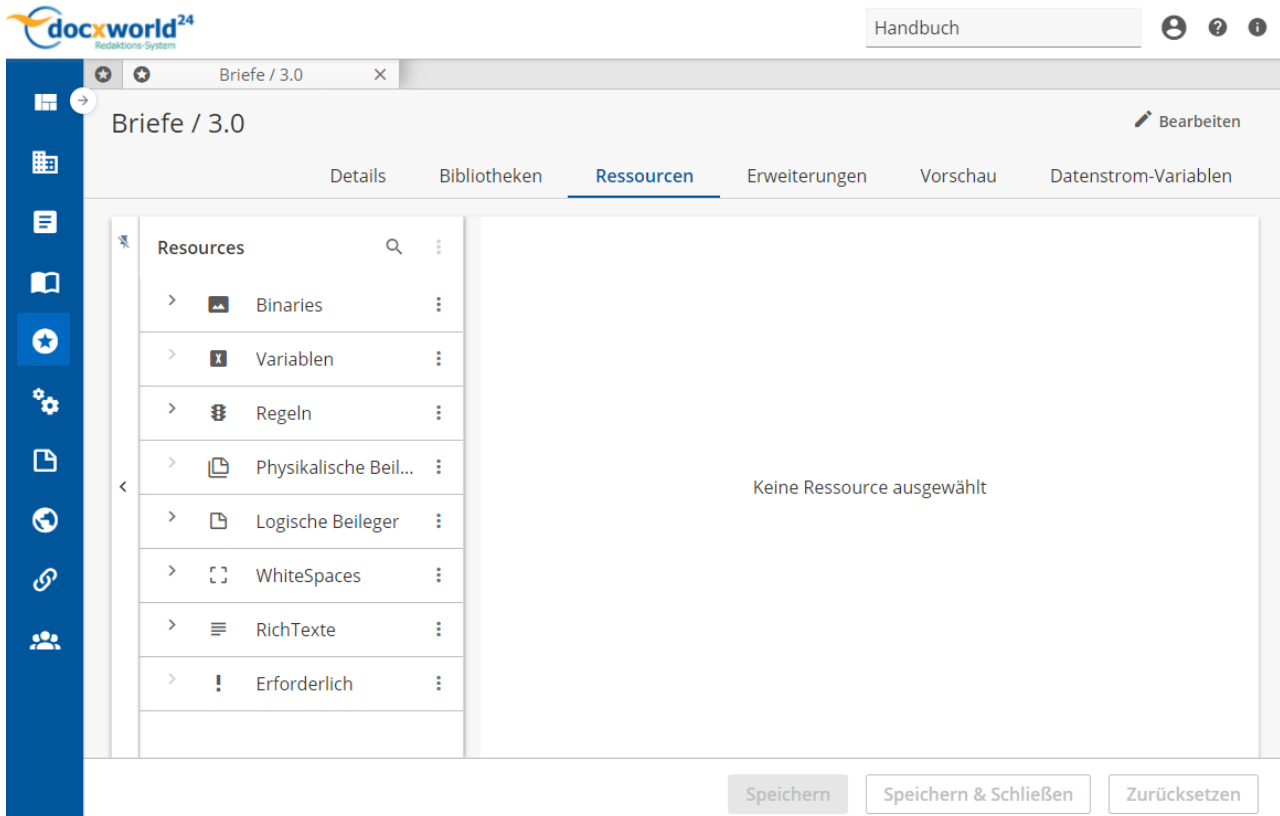 docxworld24
Redaktions-System
Handbuch
Briefe / 3.0
Briefe / 3.0
Bearbeiten
Details Bibliotheken Ressourcen Erweiterungen Vorschau Datenstrom-Variablen
Resources
Binaries
Variablen
Regeln
Physikalische Beil...
Logische Beileger
WhiteSpaces
RichTexte
Erforderlich
Keine Ressource ausgewählt
Speichern Speichern & Schließen Zurücksetzen